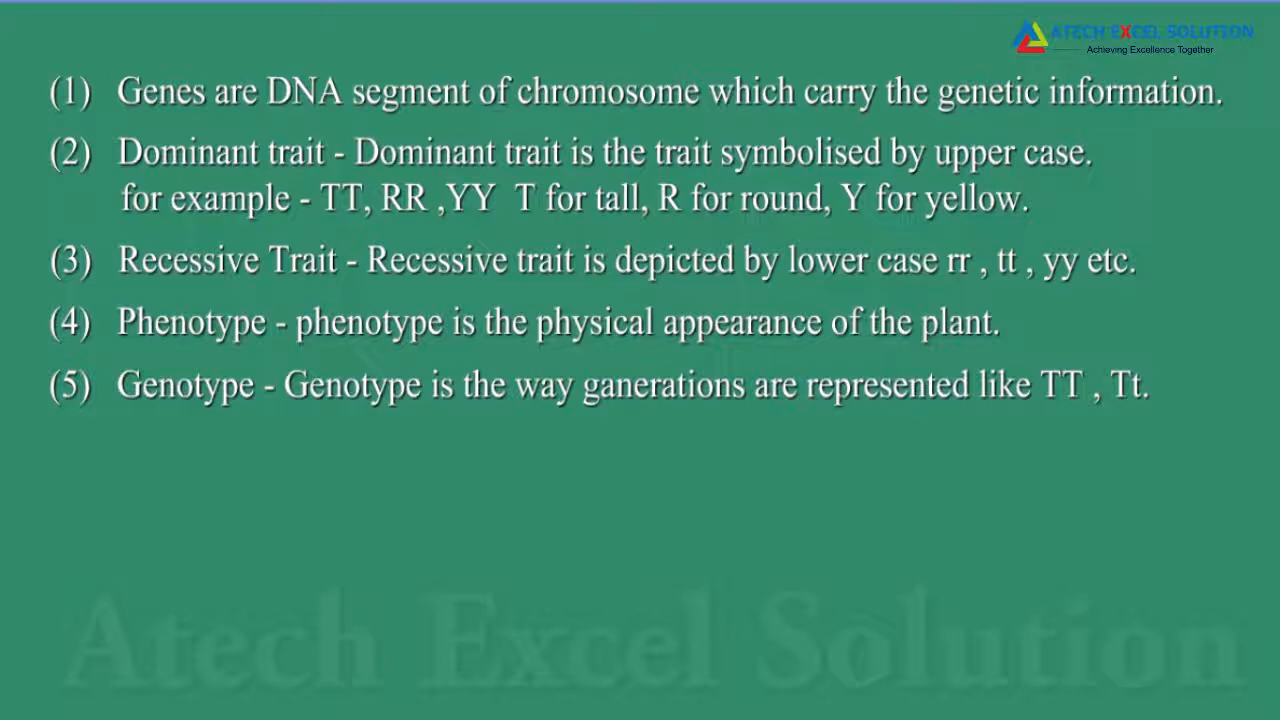 ATECH EXCEL SOLUTION
Achieving Excellence Together
(1) Genes are DNA segment of chromosome which carry the genetic information.
(2) Dominant trait - Dominant trait is the trait symbolised by upper case.
for example - TT, RR ,YY T for tall, R for round, Y for yellow.
(3) Recessive Trait - Recessive trait is depicted by lower case rr , tt , yy etc.
(4) Phenotype - phenotype is the physical appearance of the plant.
(5) Genotype - Genotype is the way ganerations are represented like TT , Tt.
Atech Excel Solution